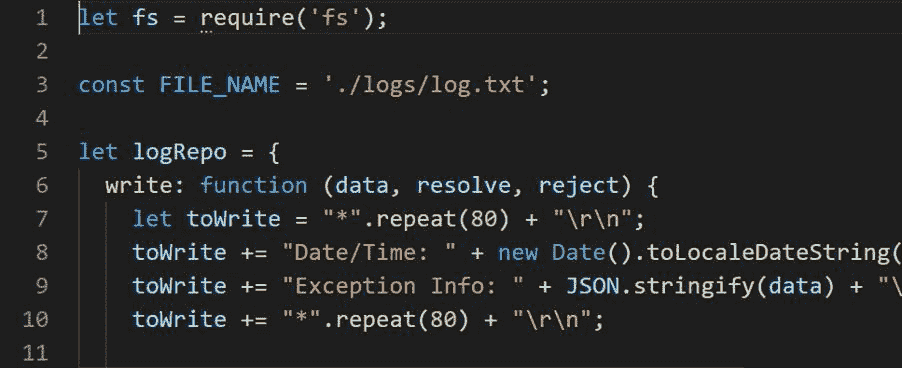 1 let fs = require('fs');
2
3 const FILE_NAME = './logs/log.txt';
4
5 let logRepo = {
6 write: function (data, resolve, reject) {
7 let toWrite = "*".repeat(80) + "\r\n";
8 toWrite += "Date/Time: " + new Date().toLocaleDateString(
9 toWrite += "Exception Info: " + JSON.stringify(data) + "\
10 toWrite += "*".repeat(80) + "\r\n";
11